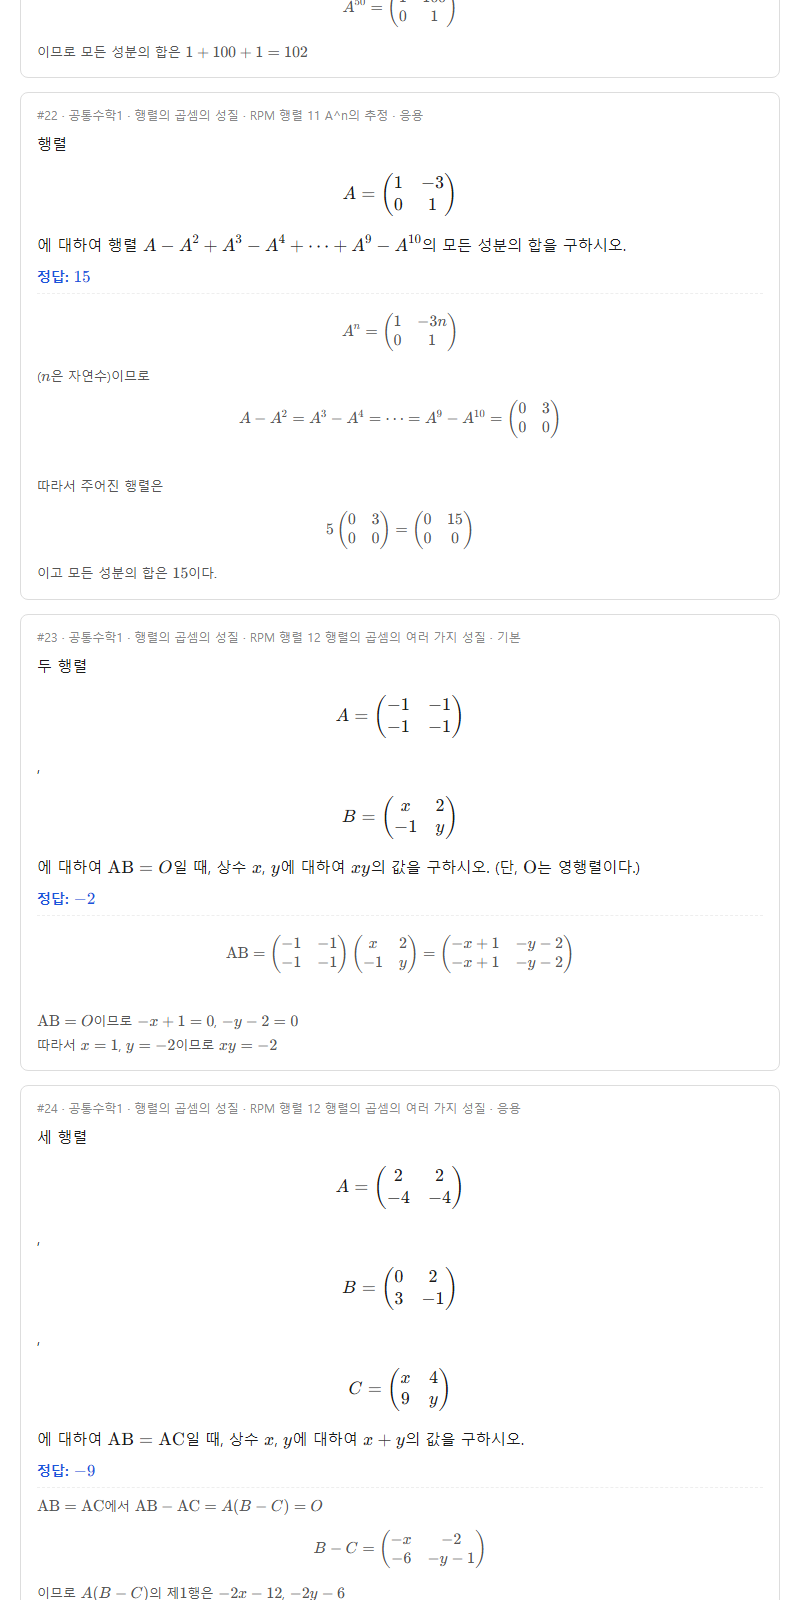 A^50 = (1 100
0 1)
이므로 모든 성분의 합은 1 + 100 + 1 = 102
#22 · 공통수학1 · 행렬의 곱셈의 성질 · RPM 행렬 11 A^n의 추정 · 응용
행렬
A = (1 −3
0 1)
에 대하여 행렬 A − A^2 + A^3 − A^4 + ··· + A^9 − A^10의 모든 성분의 합을 구하시오.
정답: 15
A^n = (1 −3n
0 1)
(n은 자연수)이므로
A − A^2 = A^3 − A^4 = ··· = A^9 − A^10 = (0 3
0 0)
따라서 주어진 행렬은
5 (0 3
0 0) = (0 15
0 0)
이고 모든 성분의 합은 15이다.
#23 · 공통수학1 · 행렬의 곱셈의 성질 · RPM 행렬 12 행렬의 곱셈의 여러 가지 성질 · 기본
두 행렬
A = (−1 −1
−1 −1)
,
B = (x 2
−1 y)
에 대하여 AB = O일 때, 상수 x, y에 대하여 xy의 값을 구하시오. (단, O는 영행렬이다.)
정답: −2
AB = (−1 −1
−1 −1) (x 2
−1 y) = (−x + 1 −y − 2
−x + 1 −y − 2)
AB = O이므로 −x + 1 = 0, −y − 2 = 0
따라서 x = 1, y = −2이므로 xy = −2
#24 · 공통수학1 · 행렬의 곱셈의 성질 · RPM 행렬 12 행렬의 곱셈의 여러 가지 성질 · 응용
세 행렬
A = (2 2
−4 −4)
,
B = (0 2
3 −1)
,
C = (x 4
9 y)
에 대하여 AB = AC일 때, 상수 x, y에 대하여 x + y의 값을 구하시오.
정답: −9
AB = AC에서 AB − AC = A(B − C) = O
B − C = (−x −2
−6 −y − 1)
이므로 A(B − C)의 제1행은 −2x − 12, −2y − 6